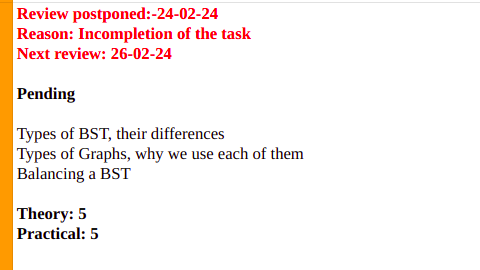 Review postponed:-24-02-24
Reason: Incompletion of the task
Next review: 26-02-24
Pending
Types of BST, their differences
Types of Graphs, why we use each of them
Balancing a BST
Theory: 5
Practical: 5